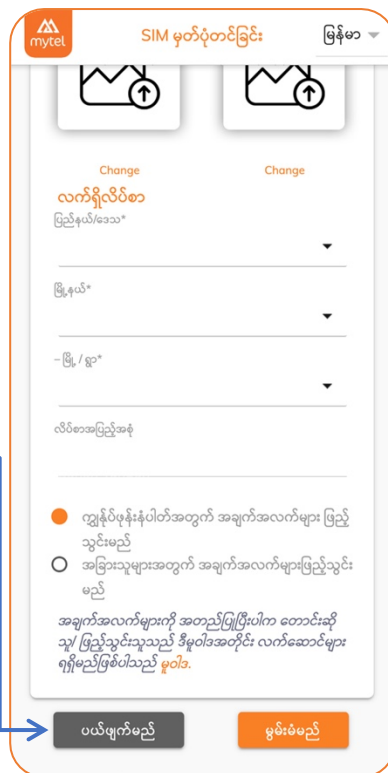 mytel
SIM မှတ်ပုံတင်ခြင်း
မြန်မာ
Change
Change
လက်ရှိလိပ်စာ
ပြည်နယ်/ဒေသ*
မြို့နယ်*
– မြို့ / ရွာ*
လိပ်စာအပြည့်အစုံ
ကျွန်ုပ်ဖုန်းနံပါတ်အတွက် အချက်အလက်များ ဖြည့်
သွင်းမည်
အခြားသူများအတွက် အချက်အလက်များဖြည့်သွင်း
မည်
အချက်အလက်များကို အတည်ပြုပြီးပါက တောင်းဆို
သူ/ ဖြည့်သွင်းသူသည် ဒီမူဝါဒအတိုင်း လက်ဆောင်များ
ရရှိမည်ဖြစ်ပါသည် မူဝါဒ.
ပယ်ဖျက်မည်
မွမ်းမံမည်